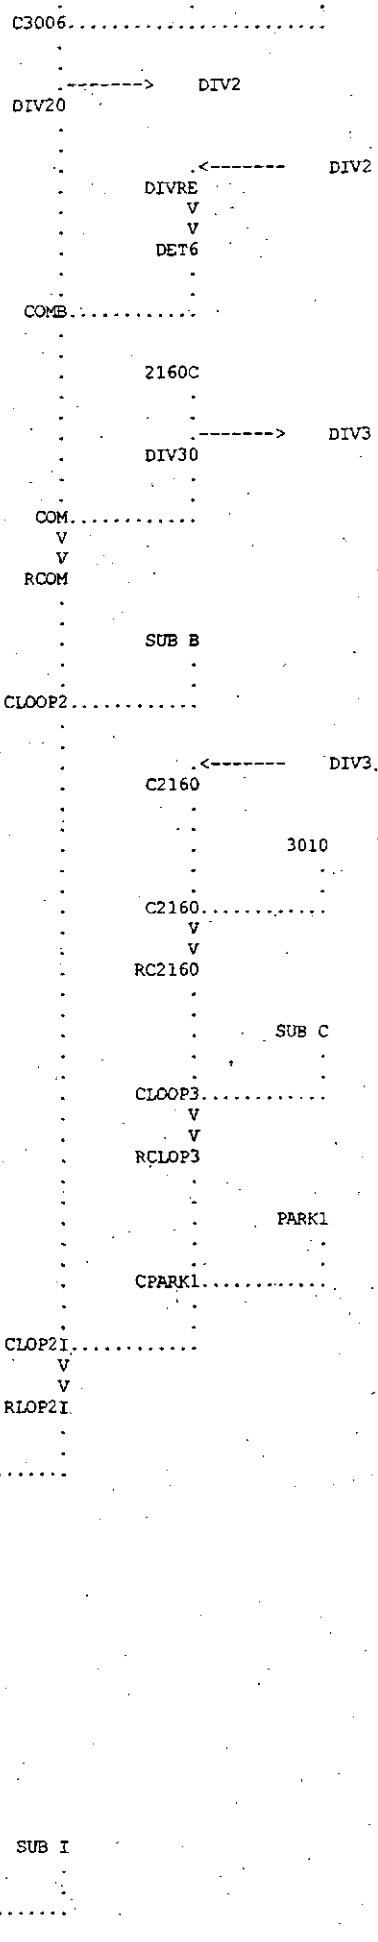 C3006........................
.------->     DIV2
DIV20
.<-------     DIV2
DIVRE
V
V
DET6
COMB............
2160C
.------->     DIV3
DIV30
COM............
V
V
RCOM
SUB B
CLOOP2............
.<-------     DIV3
C2160
3010
C2160............
V
V
RC2160
SUB C
CLOOP3............
V
V
RCLOP3
PARK1
CPARK1............
CLOP2I............
V
V
RLOP2I
.......
SUB I
.......